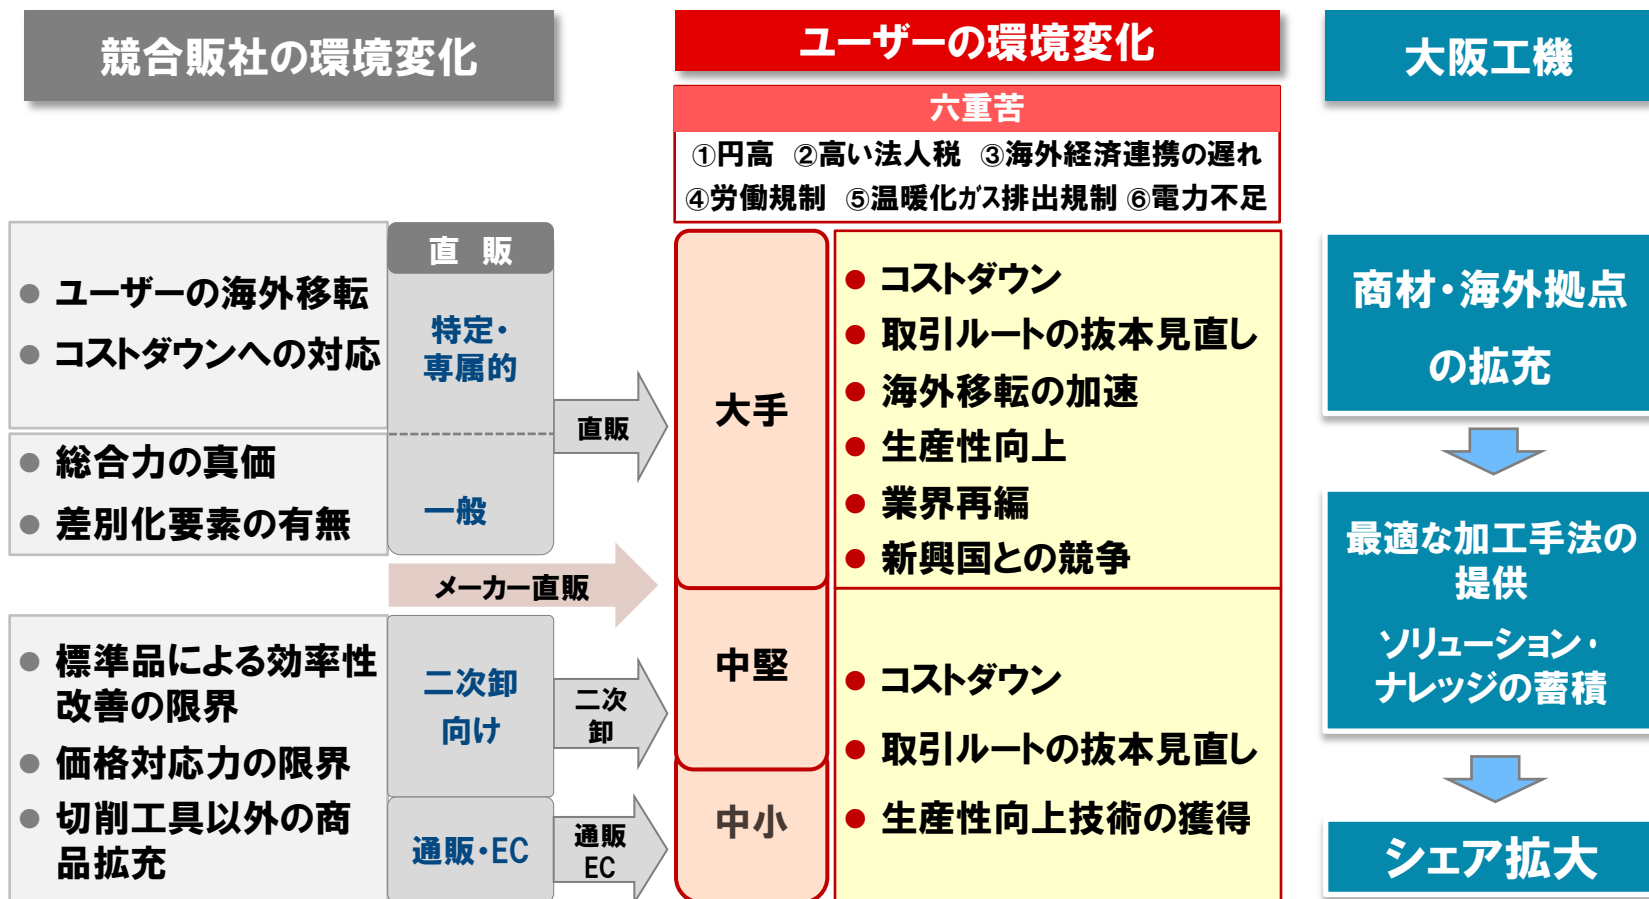 競合販社の環境変化
ユーザーの環境変化
大阪工機
六重苦
①円高 ②高い法人税 ③海外経済連携の遅れ
④労働規制 ⑤温暖化ガス排出規制 ⑥電力不足
● ユーザーの海外移転
● コストダウンへの対応
● 総合力の真価
● 差別化要素の有無
直 販
特定・
専属的
一般
直販
メーカー直販
● 標準品による効率性
改善の限界
● 価格対応力の限界
● 切削工具以外の商
品拡充
二次卸
向け
通販・EC
二次
卸
通販
EC
大手
● コストダウン
● 取引ルートの抜本見直し
● 海外移転の加速
● 生産性向上
● 業界再編
● 新興国との競争
中堅
中小
● コストダウン
● 取引ルートの抜本見直し
● 生産性向上技術の獲得
商材・海外拠点
の拡充
最適な加工手法の
提供
ソリューション・
ナレッジの蓄積
シェア拡大